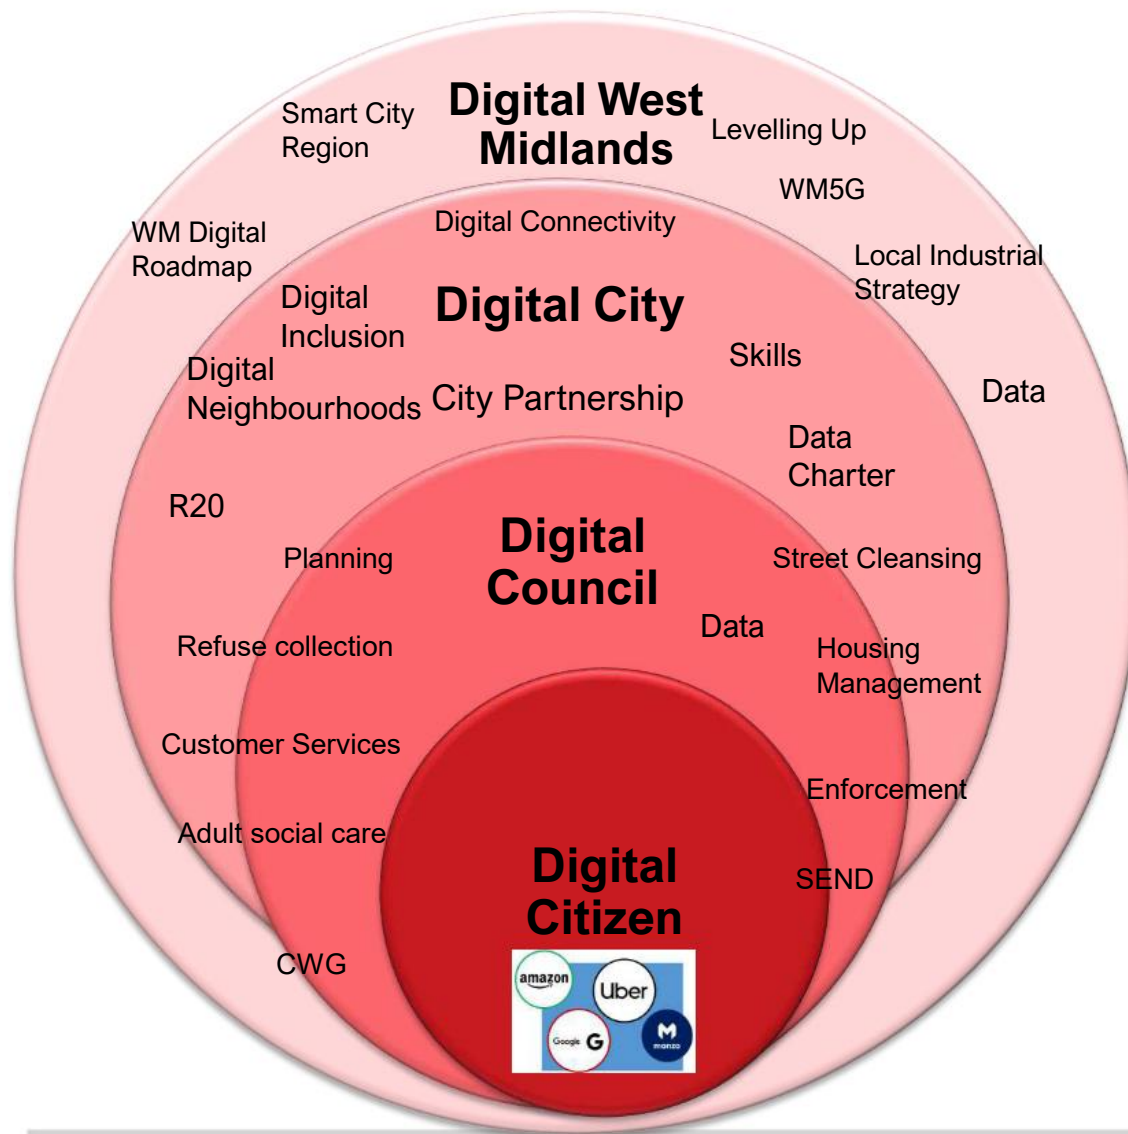 Digital West
Midlands
Smart City
Region
Levelling Up
WM5G
WM Digital
Roadmap
Digital Connectivity
Local Industrial
Strategy
Digital
Inclusion
Digital City
Skills
Digital
Neighbourhoods
City Partnership
Data
Data
Charter
R20
Digital
Council
Planning
Street Cleansing
Data
Refuse collection
Housing
Management
Customer Services
Enforcement
Adult social care
SEND
Digital
Citizen
CWG
amazon
Uber
Google G
monzo